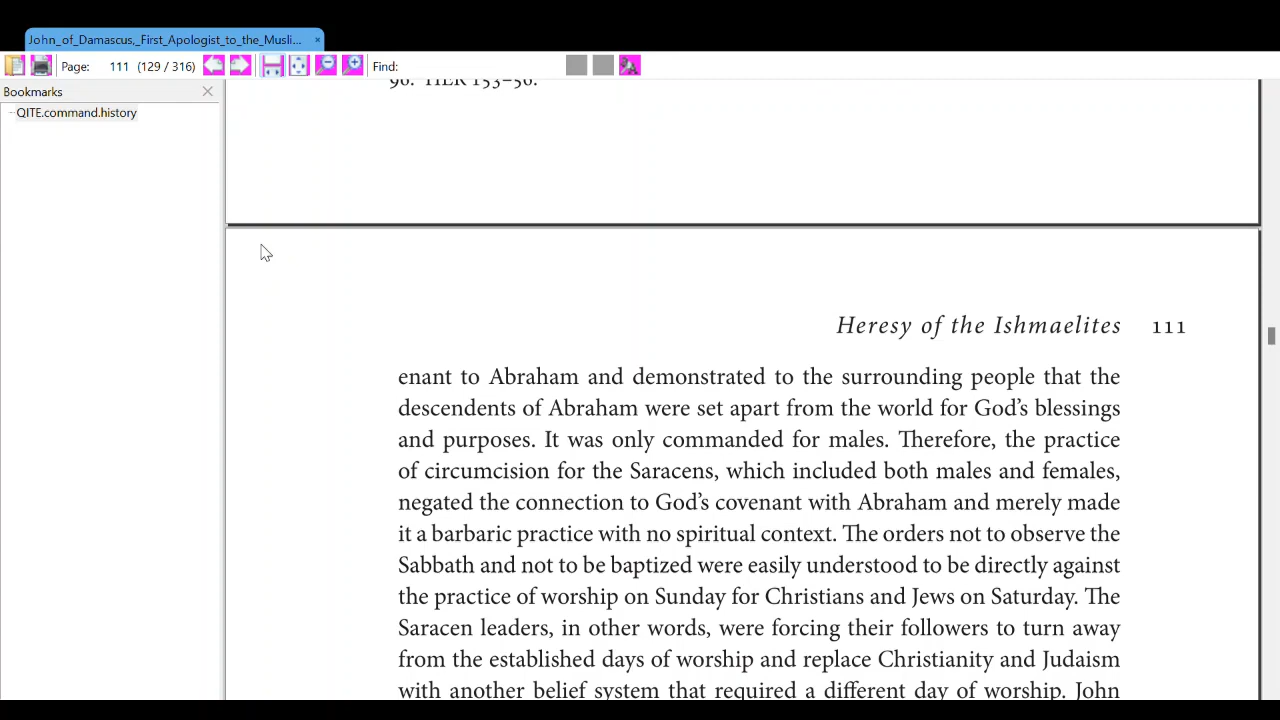 John_of_Damascus,_First_Apologist_to_the_Musli...
Page: 111 (129 / 316) Find:
Bookmarks
QITE.command.history
96. TER 153–56.
Heresy of the Ishmaelites 111
enant to Abraham and demonstrated to the surrounding people that the
descendents of Abraham were set apart from the world for God's blessings
and purposes. It was only commanded for males. Therefore, the practice
of circumcision for the Saracens, which included both males and females,
negated the connection to God's covenant with Abraham and merely made
it a barbaric practice with no spiritual context. The orders not to observe the
Sabbath and not to be baptized were easily understood to be directly against
the practice of worship on Sunday for Christians and Jews on Saturday. The
Saracen leaders, in other words, were forcing their followers to turn away
from the established days of worship and replace Christianity and Judaism
with another belief system that required a different day of worship. John